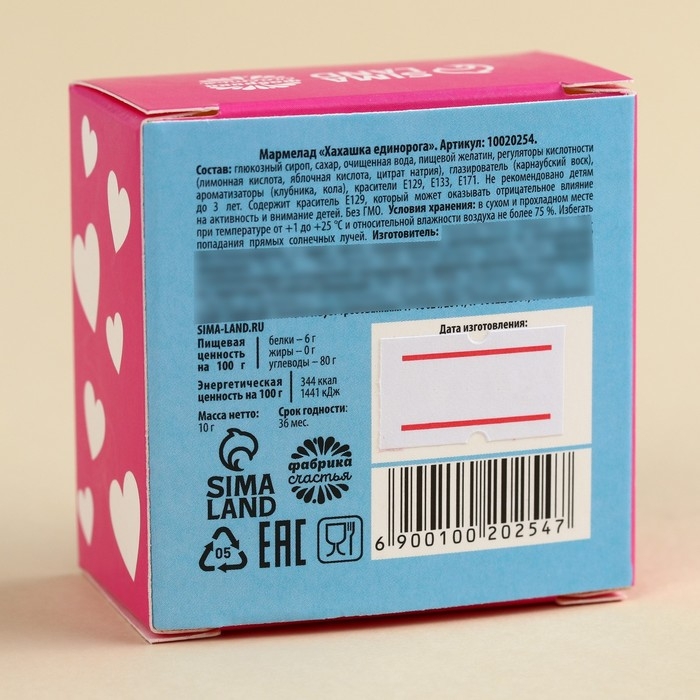 SIMA LAND
Мармелад «Хахашка единорога». Артикул: 10020254.
Состав: глюкозный сироп, сахар, очищенная вода, пищевой желатин, регуляторы кислотности
(лимонная кислота, яблочная кислота, цитрат натрия), глазирователь (карнаубский воск),
ароматизаторы (клубника, кола), красители Е129, Е133, Е171. Не рекомендовано детям
до 3 лет. Содержит краситель Е129, который может оказывать отрицательное влияние
на активность и внимание детей. Без ГМО. Условия хранения: в сухом и прохладном месте
при температуре от +1 до +25 °С и относительной влажности воздуха не более 75 %. Избегать
попадания прямых солнечных лучей. Изготовитель:
SIMA-LAND.RU
Пищевая ценность на 100 г
белки – 6 г
жиры – 0 г
углеводы – 80 г
Энергетическая ценность на 100 г
344 ккал
1441 кДж
Масса нетто:
10 г
Срок годности:
36 мес.
Дата изготовления:
SIMA
LAND
фабрика
счастья
05
EAC
6 900100 202547